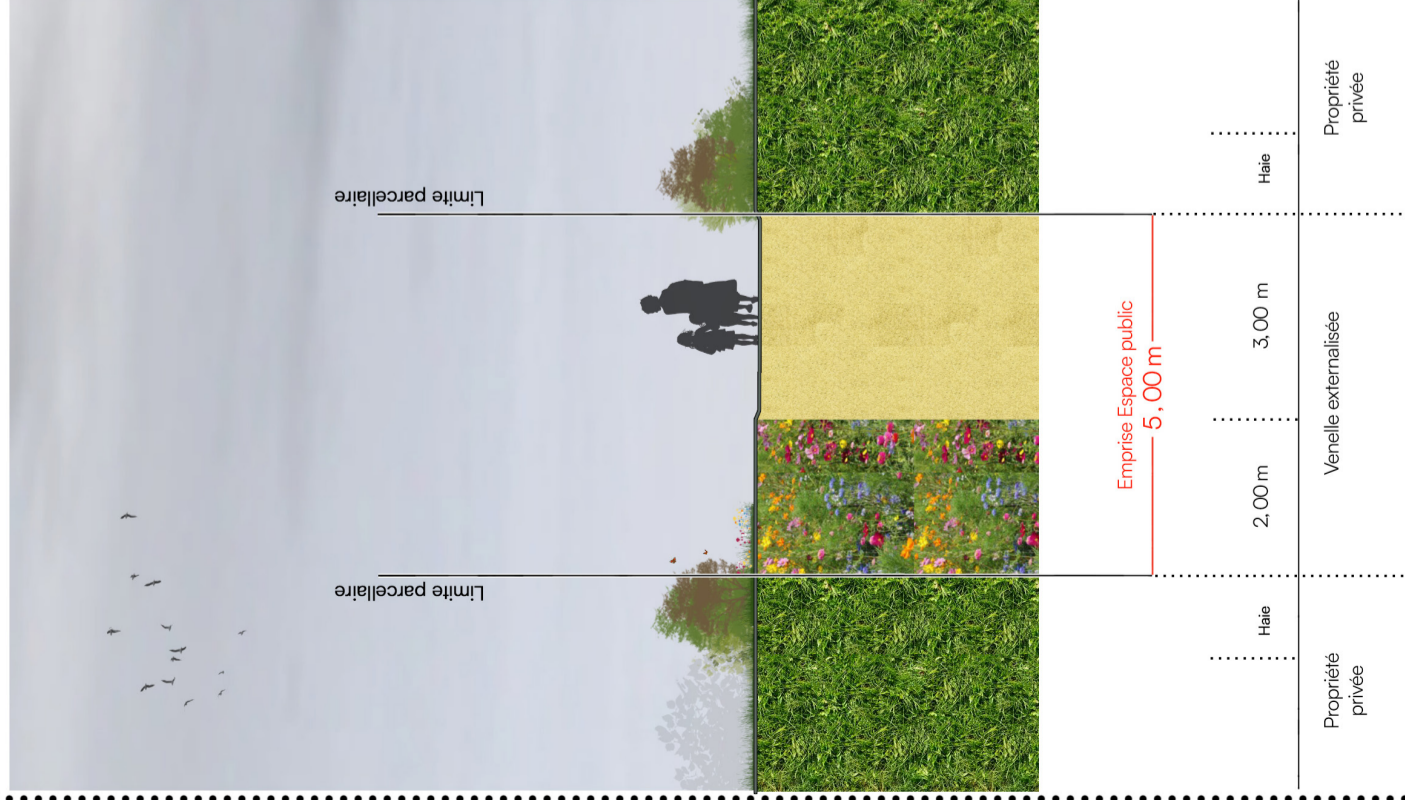 Limite parcellaire
Limite parcellaire
Emprise Espace public
5,00 m
Haie
2,00 m
3,00 m
Haie
Propriété
privée
Venelle externalisée
Propriété
privée